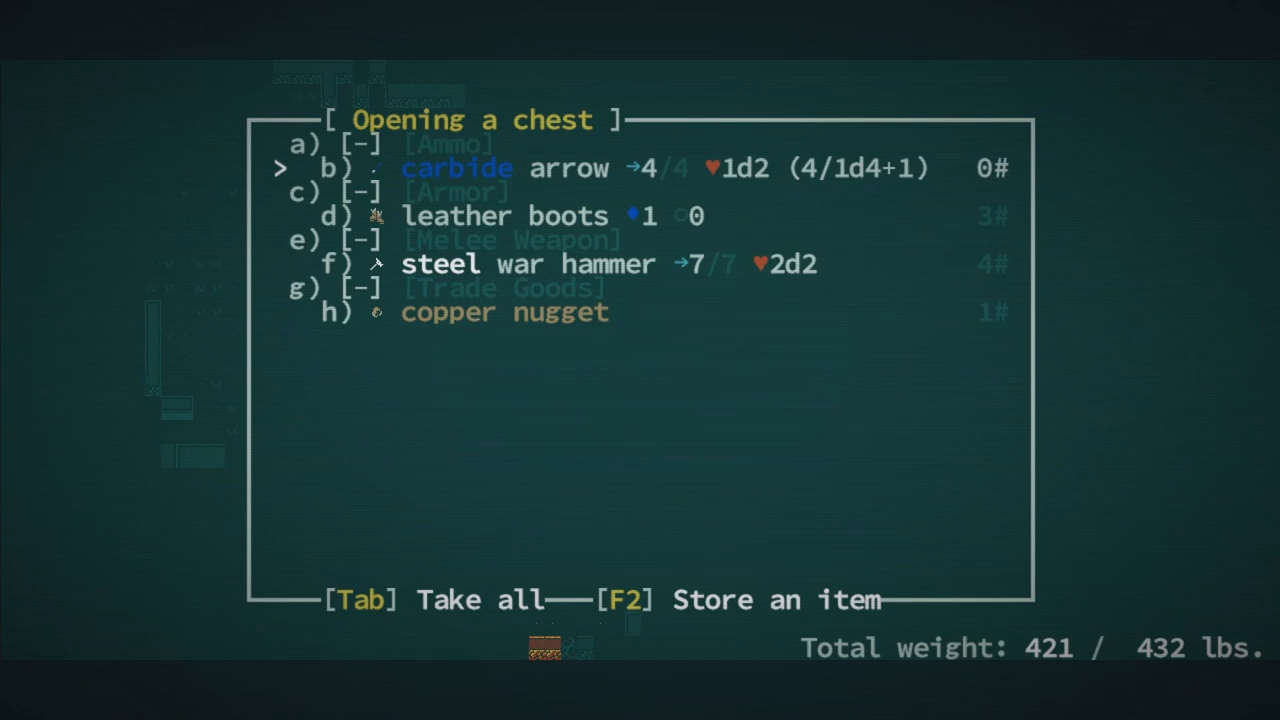 [ Opening a chest ]
a) [-] [Ammo]
> b) carbide arrow →4/4 ♥1d2 (4/1d4+1) 0#
c) [-] [Armor]
d) leather boots ♦1 ○0 3#
e) [-] [Melee Weapon]
f) steel war hammer →7/7 ♥2d2 4#
g) [-] [Trade Goods]
h) copper nugget 1#
[Tab] Take all [F2] Store an item
Total weight: 421 / 432 lbs.